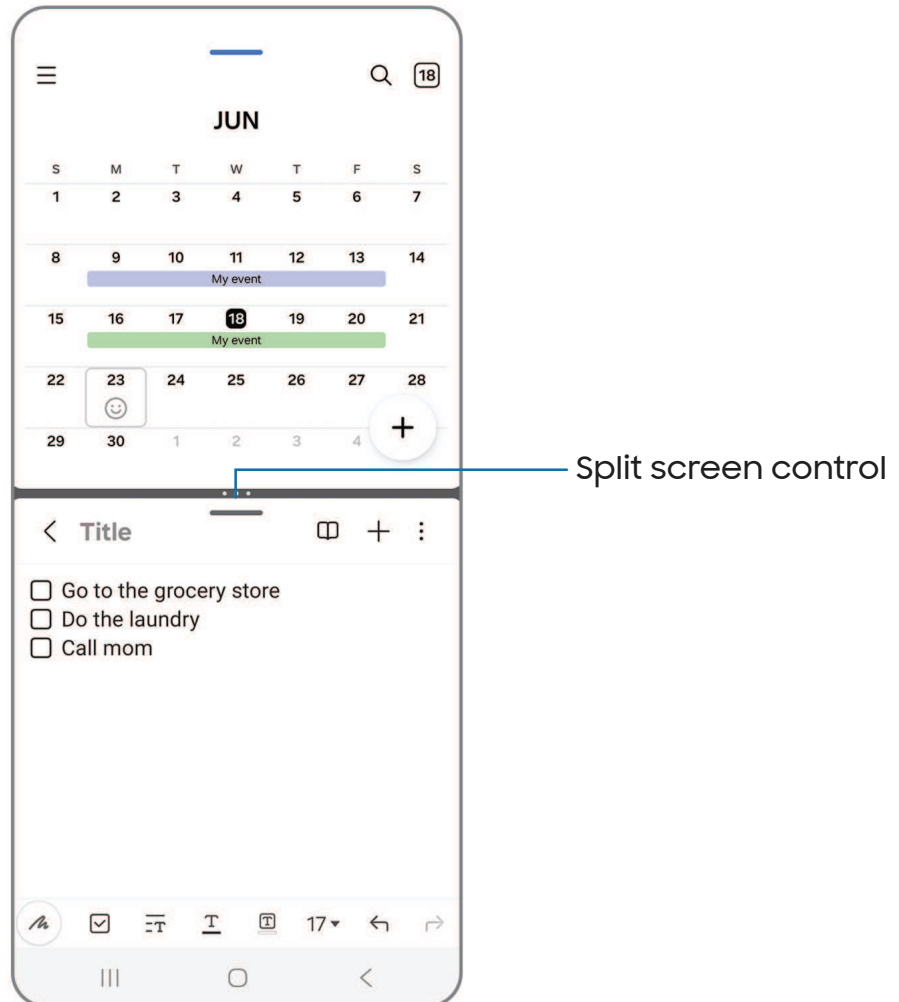 18
JUN
S M T W T F S
1 2 3 4 5 6 7
8 9 10 11 12 13 14
My event
15 16 17 18 19 20 21
My event
22 23 24 25 26 27 28
29 30 1 2 3 4
Split screen control
Title
Go to the grocery store
Do the laundry
Call mom
T T T 17